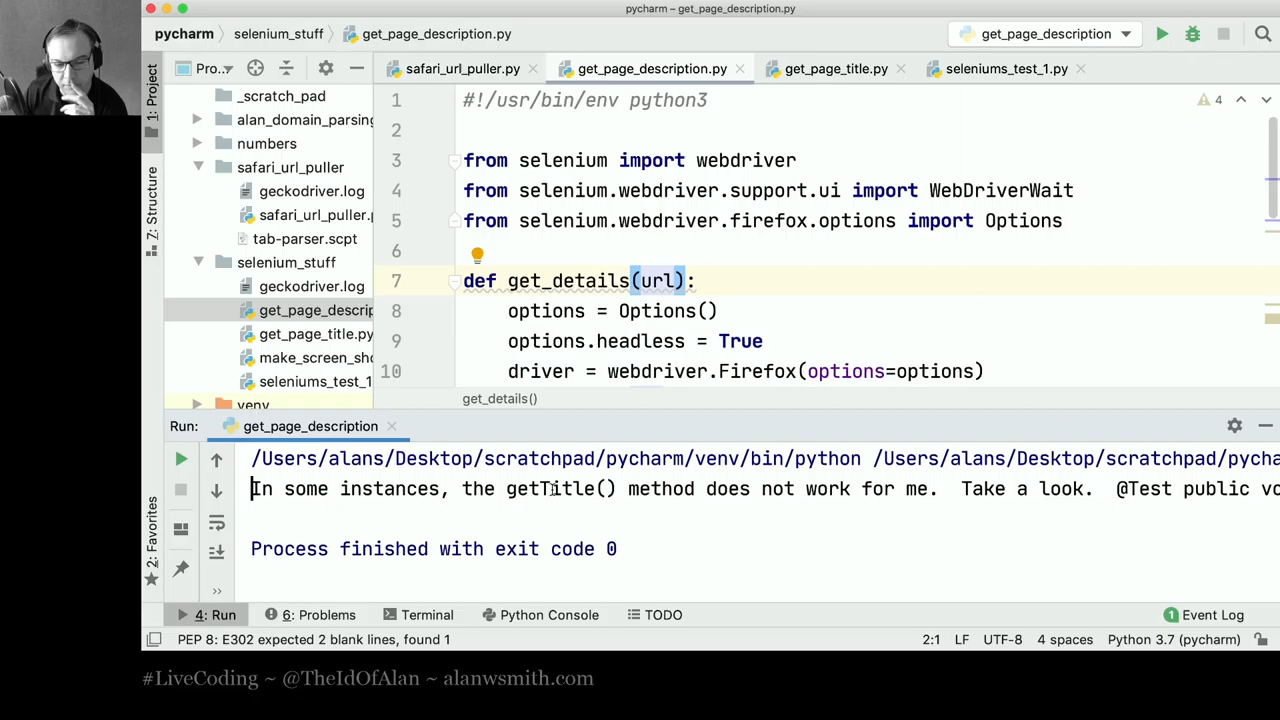 pycharm – get_page_description.py
pycharm
selenium_stuff
get_page_description.py
get_page_description
1: Project
Z: Structure
2: Favorites
Pro...
safari_url_puller.py
get_page_description.py
get_page_title.py
seleniums_test_1.py
_scratch_pad
alan_domain_parsing
numbers
safari_url_puller
geckodriver.log
safari_url_puller.
tab-parser.scpt
selenium_stuff
geckodriver.log
get_page_descrip
get_page_title.py
make_screen_sho
seleniums_test_1
venv
4
1 #!/usr/bin/env python3
2
3 from selenium import webdriver
4 from selenium.webdriver.support.ui import WebDriverWait
5 from selenium.webdriver.firefox.options import Options
6
7 def get_details(url):
8 options = Options()
9 options.headless = True
10 driver = webdriver.Firefox(options=options)
get_details()
Run: get_page_description
/Users/alans/Desktop/scratchpad/pycharm/venv/bin/python /Users/alans/Desktop/scratchpad/pycha
In some instances, the getTitle() method does not work for me.  Take a look.  @Test public vo
Process finished with exit code 0
4: Run
6: Problems
Terminal
Python Console
TODO
1 Event Log
PEP 8: E302 expected 2 blank lines, found 1
2:1 LF UTF-8 4 spaces Python 3.7 (pycharm)
#LiveCoding ~ @TheIdOfAlan ~ alanwsmith.com